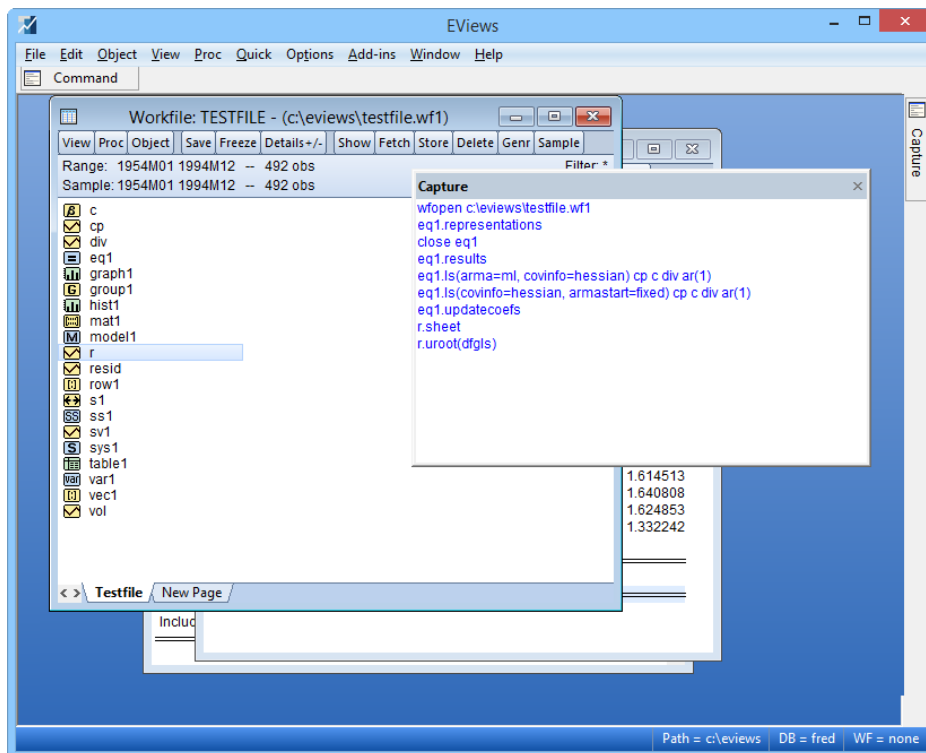 EViews
File Edit Object View Proc Quick Options Add-ins Window Help
Command
Capture
Workfile: TESTFILE - (c:\eviews\testfile.wf1)
View Proc Object Save Freeze Details+/- Show Fetch Store Delete Genr Sample
Range: 1954M01 1994M12 -- 492 obs Filter: *
Sample: 1954M01 1994M12 -- 492 obs
β c
cp
div
eq1
graph1
G group1
hist1
mat1
M model1
r
resid
row1
s1
SS ss1
sv1
S sys1
table1
var var1
vec1
vol
Testfile New Page
Capture
wfopen c:\eviews\testfile.wf1
eq1.representations
close eq1
eq1.results
eq1.ls(arma=ml, covinfo=hessian) cp c div ar(1)
eq1.ls(covinfo=hessian, armastart=fixed) cp c div ar(1)
eq1.updatecoefs
r.sheet
r.uroot(dfgls)
1.614513
1.640808
1.624853
1.332242
Includ
Path = c:\eviews DB = fred WF = none